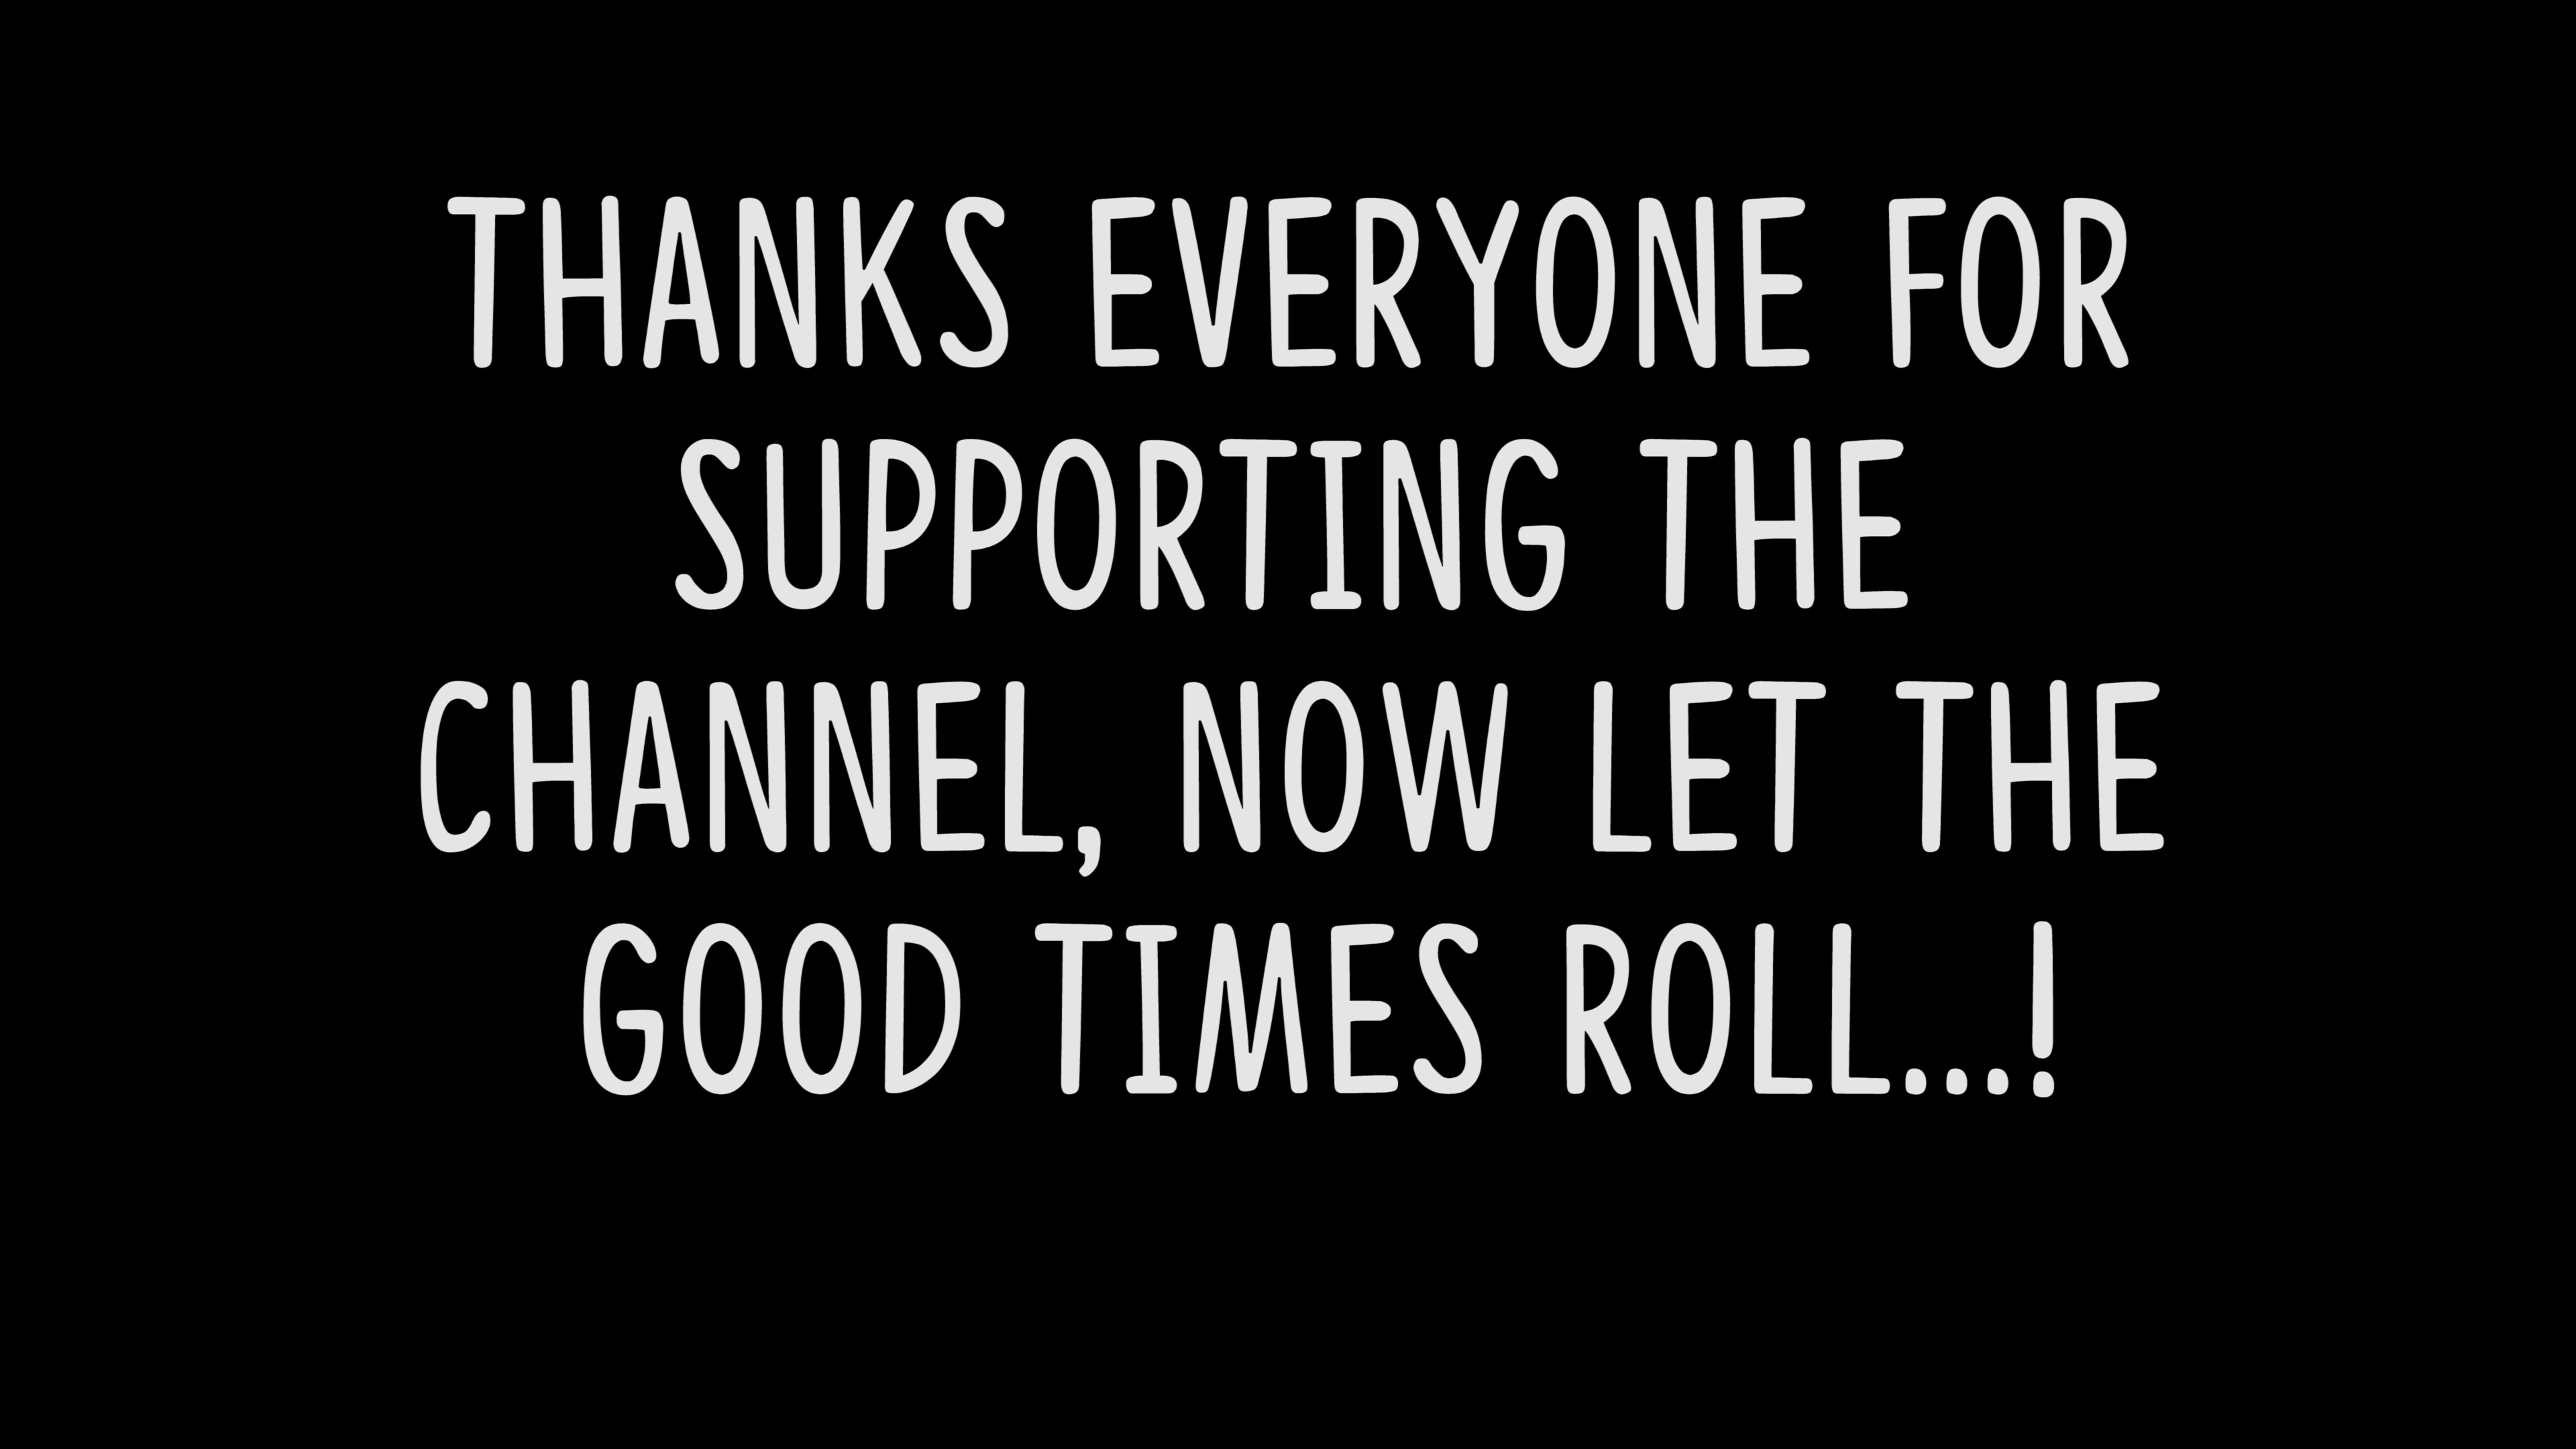 THANKS EVERYONE FOR
SUPPORTING THE
CHANNEL, NOW LET THE
GOOD TIMES ROLL...!